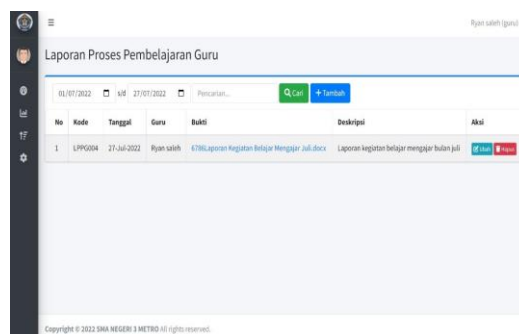 Ryan saleh (guru)
Laporan Proses Pembelajaran Guru
01/07/2022 s/d 27/07/2022 Pencarian... Cari + Tambah
No Kode Tanggal Guru Bukti Deskripsi Aksi
1 LPPG004 27-Jul-2022 Ryan saleh 6786Laporan Kegiatan Belajar Mengajar Juli.docx Laporan kegiatan belajar mengajar bulan juli Ubah Hapus
Copyright © 2022 SMA NEGERI 3 METRO All rights reserved.